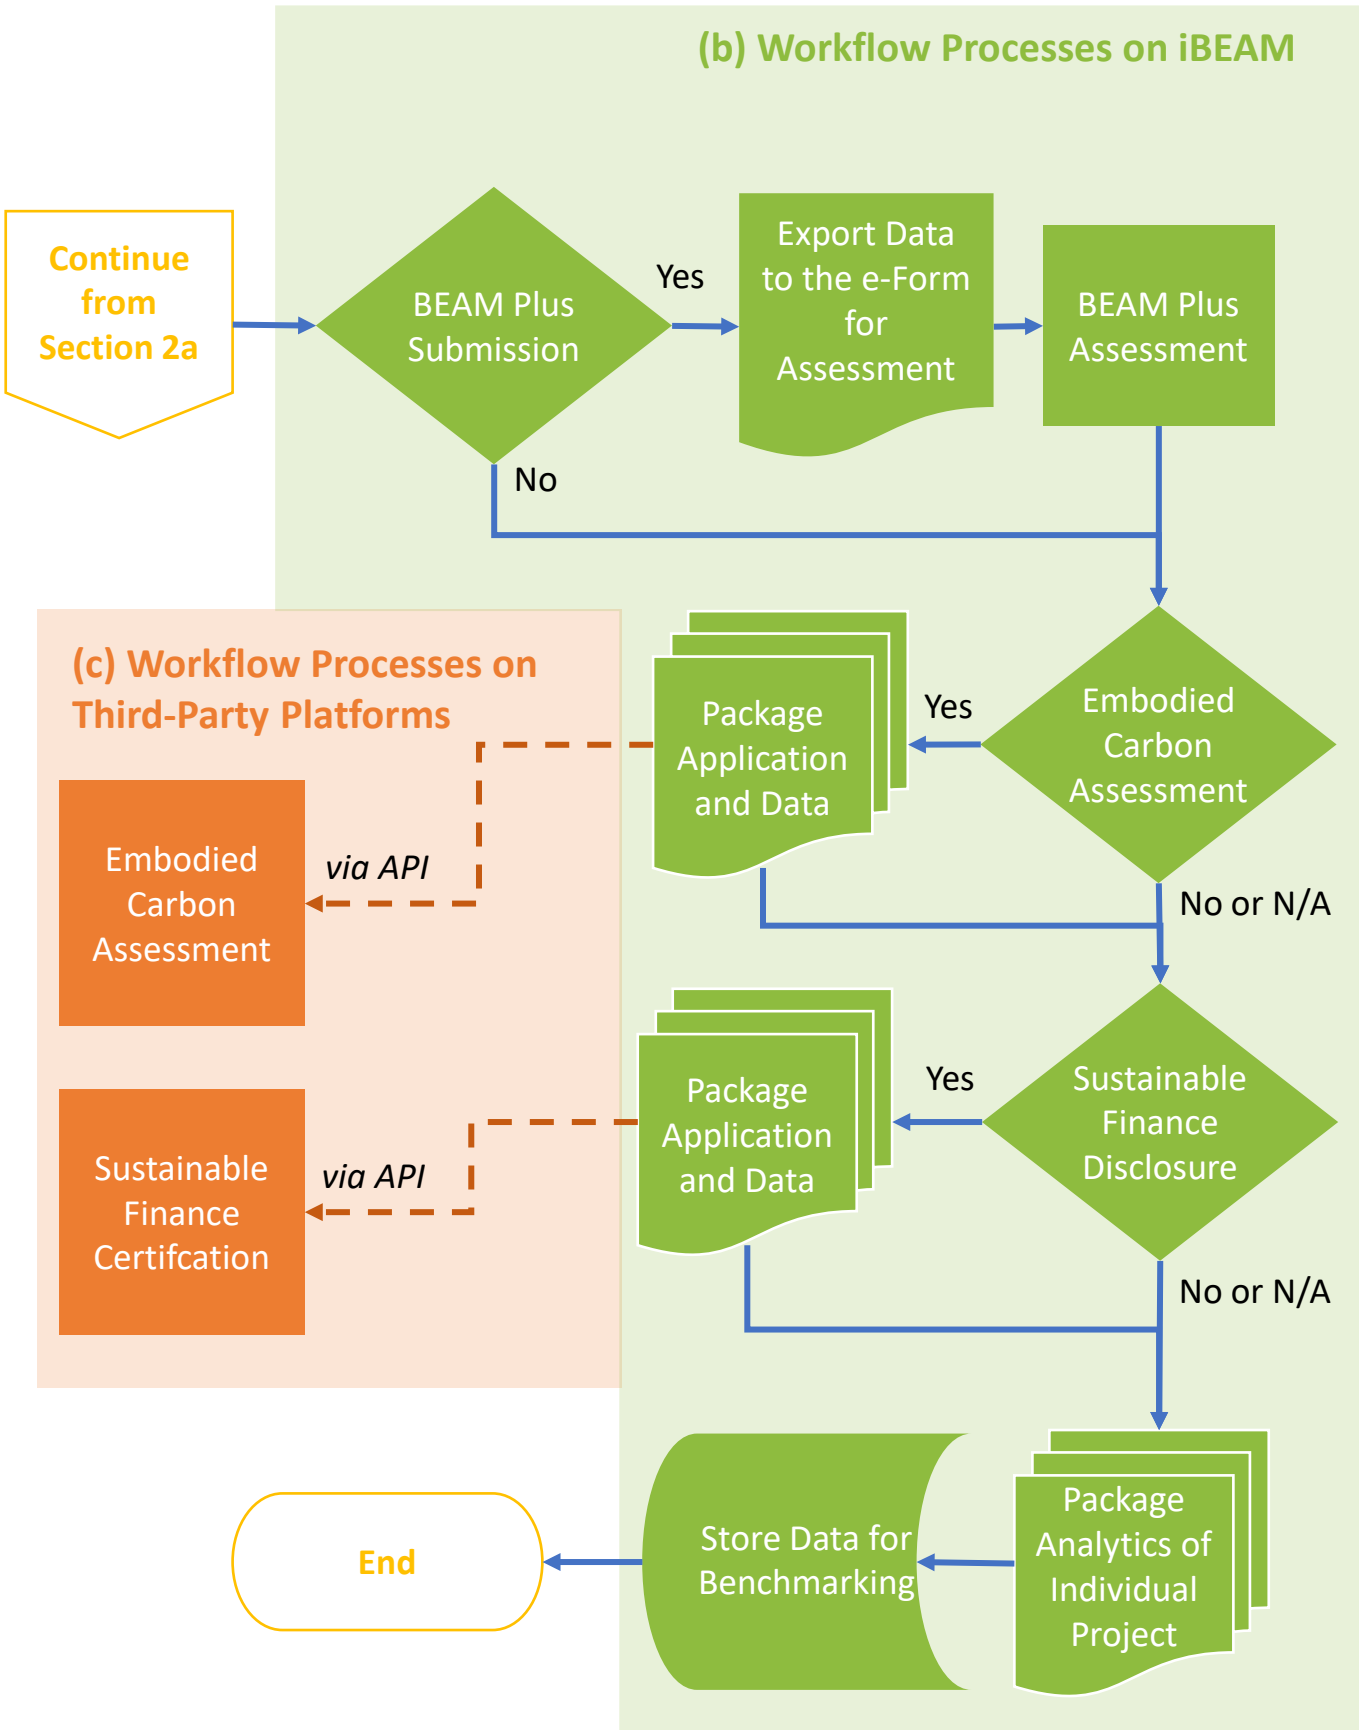 (b) Workflow Processes on iBEAM
Continue
from
Section 2a
BEAM Plus
Submission
Yes
Export Data
to the e-Form
for
Assessment
BEAM Plus
Assessment
No
(c) Workflow Processes on
Third-Party Platforms
Package
Application
and Data
Yes
Embodied
Carbon
Assessment
Embodied
Carbon
Assessment
via API
No or N/A
Package
Application
and Data
Yes
Sustainable
Finance
Disclosure
Sustainable
Finance
Certifcation
via API
No or N/A
End
Store Data for
Benchmarking
Package
Analytics of
Individual
Project